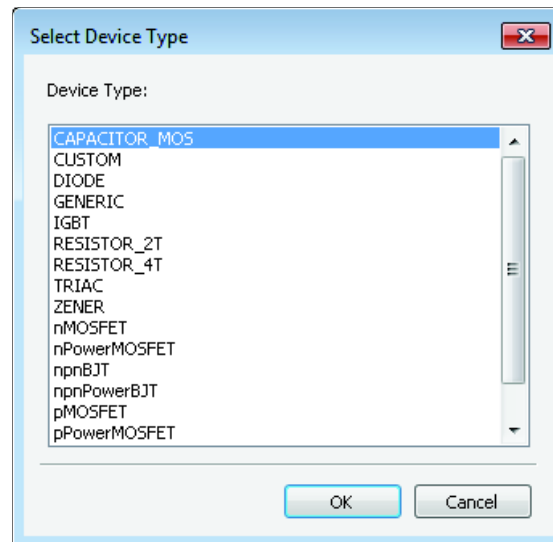 Select Device Type
Device Type:
CAPACITOR_MOS
CUSTOM
DIODE
GENERIC
IGBT
RESISTOR_2T
RESISTOR_4T
TRIAC
ZENER
nMOSFET
nPowerMOSFET
npnBJT
npnPowerBJT
pMOSFET
pPowerMOSFET
OK
Cancel